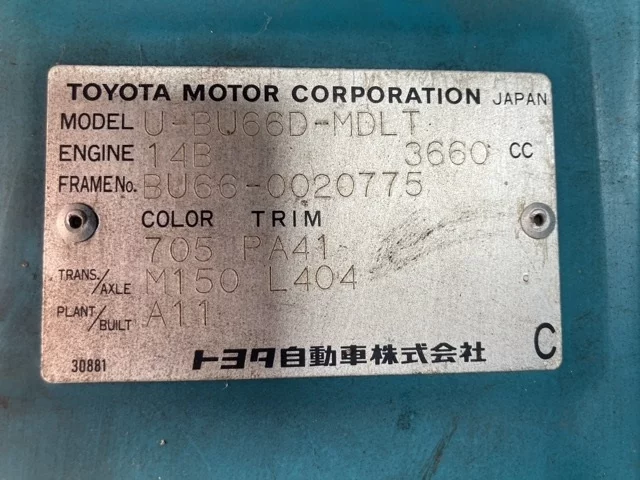 TOYOTA MOTOR CORPORATION JAPAN
MODEL U-BU66D-MDLT
ENGINE 14B 3660 CC
FRAME No. BU66-0020775
COLOR TRIM
705 PA41
TRANS./AXLE M150 L404
PLANT/BUILT A11
30881 トヨタ自動車株式会社 C